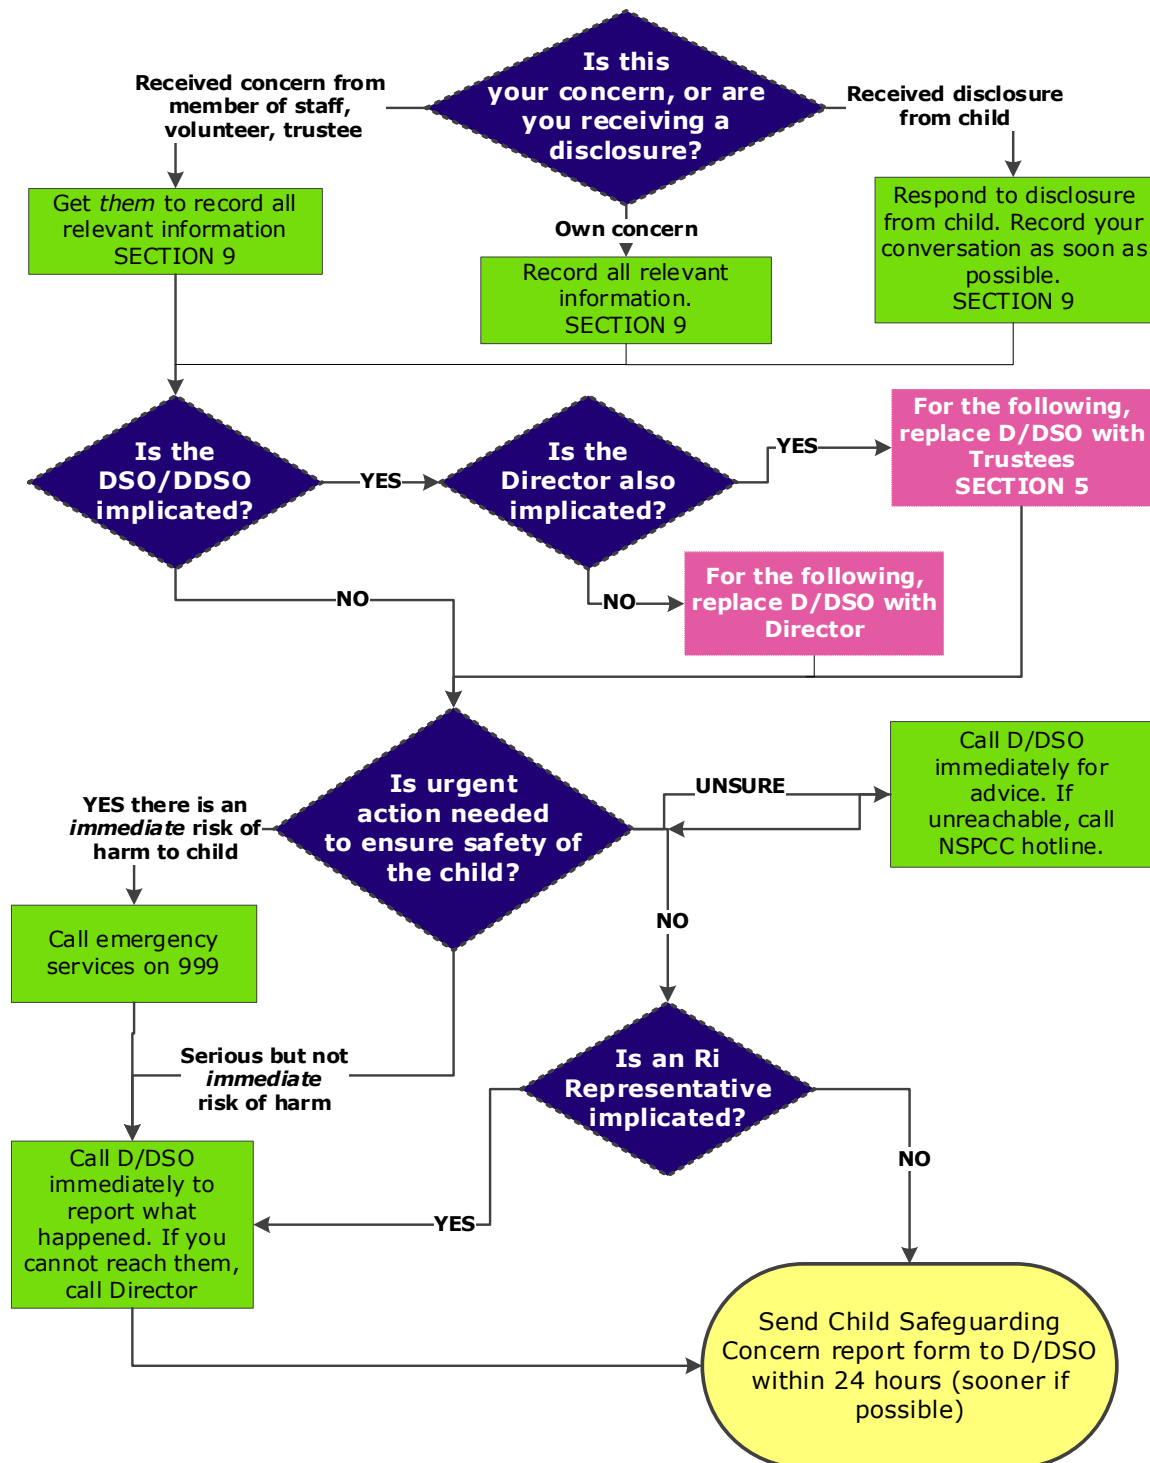 Is this
your concern, or are
you receiving a
disclosure?
Received concern from
member of staff,
volunteer, trustee
Received disclosure
from child
Get them to record all
relevant information
SECTION 9
Own concern
Record all relevant
information.
SECTION 9
Respond to disclosure
from child. Record your
conversation as soon as
possible.
SECTION 9
Is the
DSO/DDSO
implicated?
YES
Is the
Director also
implicated?
YES
For the following,
replace D/DSO with
Trustees
SECTION 5
NO
NO
For the following,
replace D/DSO with
Director
Is urgent
action needed
to ensure safety of
the child?
YES there is an
immediate risk of
harm to child
UNSURE
Call D/DSO
immediately for
advice. If
unreachable, call
NSPCC hotline.
NO
Call emergency
services on 999
Serious but not
immediate
risk of harm
Is an Ri
Representative
implicated?
YES
NO
Call D/DSO
immediately to
report what
happened. If you
cannot reach them,
call Director
Send Child Safeguarding
Concern report form to D/DSO
within 24 hours (sooner if
possible)